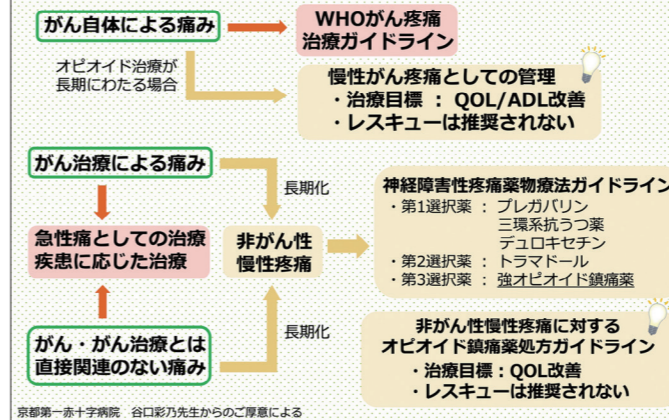 がん自体による痛み
WHOがん疼痛
治療ガイドライン
オピオイド治療が
長期にわたる場合
慢性がん疼痛としての管理
・治療目標 : QOL/ADL改善
・レスキューは推奨されない
がん治療による痛み
長期化
急性痛としての治療
疾患に応じた治療
非がん性
慢性疼痛
神経障害性疼痛薬物療法ガイドライン
・第1選択薬 : プレガバリン
三環系抗うつ薬
デュロキセチン
・第2選択薬 : トラマドール
・第3選択薬 : 強オピオイド鎮痛薬
がん・がん治療とは
直接関連のない痛み
長期化
非がん性慢性疼痛に対する
オピオイド鎮痛薬処方ガイドライン
・治療目標:QOL改善
・レスキューは推奨されない
京都第一赤十字病院 谷口彩乃先生からのご厚意による